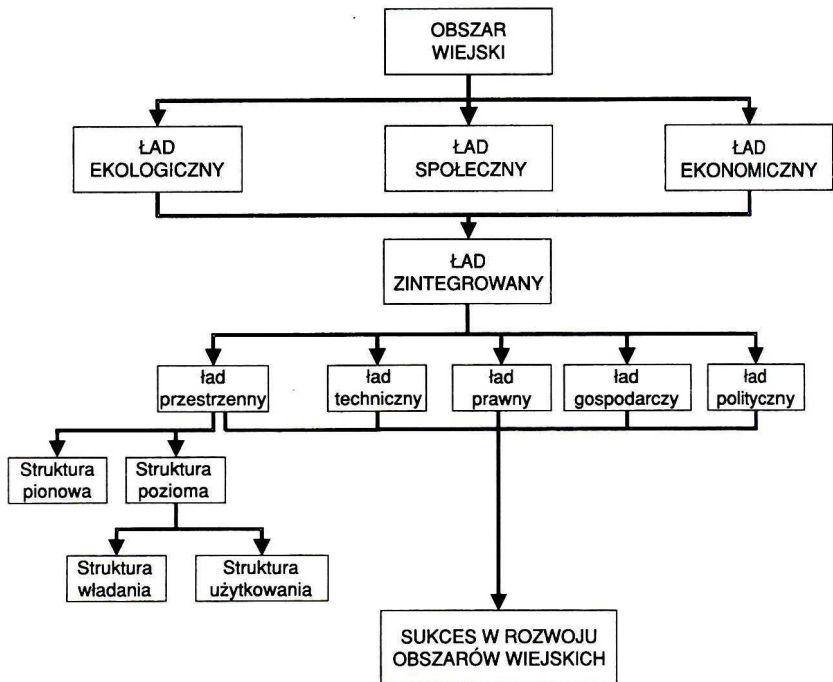 OBSZAR
WIEJSKI
ŁAD
EKOLOGICZNY
ŁAD
SPOŁECZNY
ŁAD
EKONOMICZNY
ŁAD
ZINTEGROWANY
ład
przestrzenny
ład
techniczny
ład
prawny
ład
gospodarczy
ład
polityczny
Struktura
pionowa
Struktura
pozioma
Struktura
władania
Struktura
użytkowania
SUKCES W ROZWOJU
OBSZARÓW WIEJSKICH